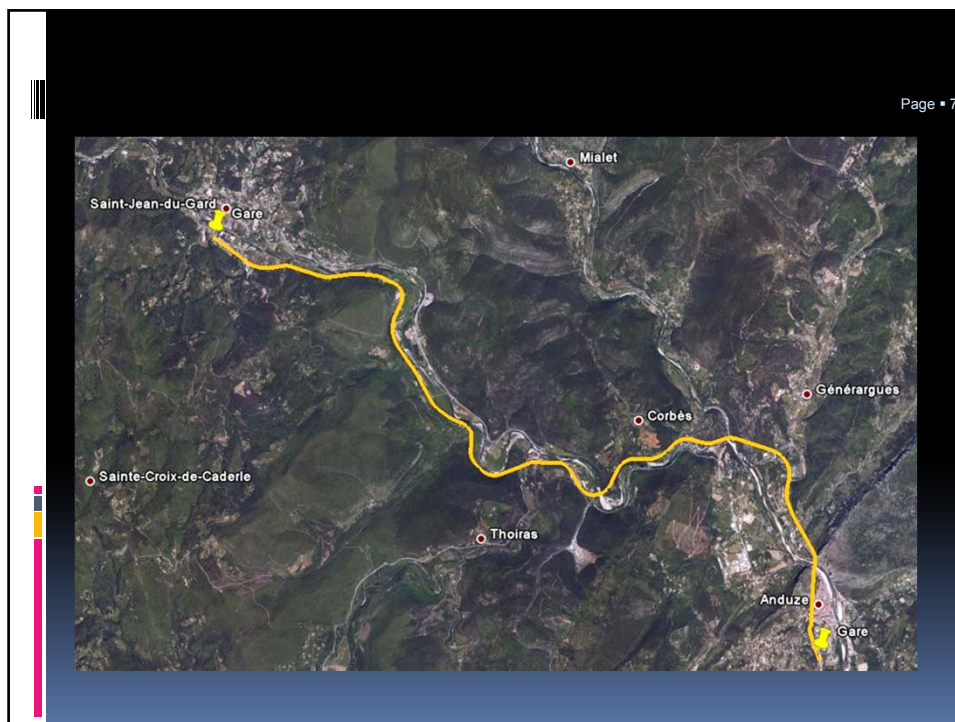 Page ▪ 7
Mialet
Saint-Jean-du-Gard
Gare
Générargues
Corbès
Sainte-Croix-de-Caderle
Thoiras
Anduze
Gare